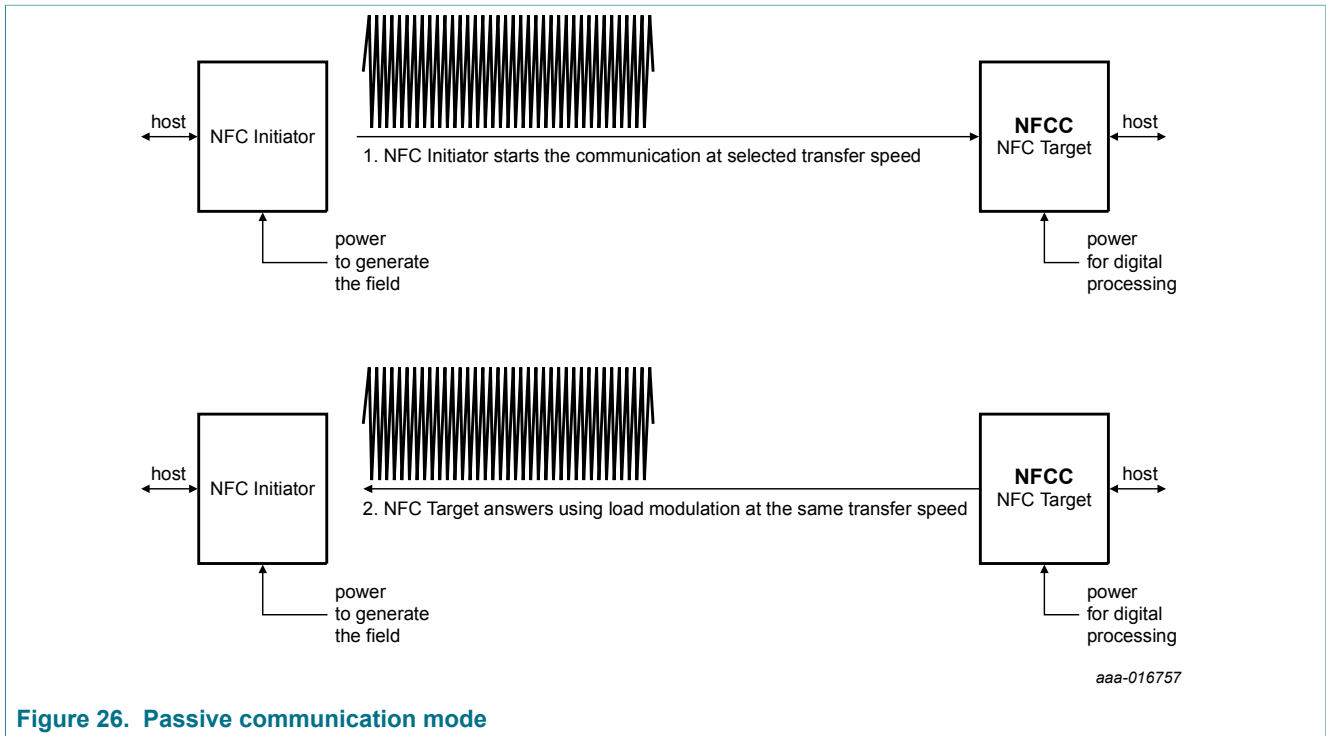 host
NFC Initiator
1. NFC Initiator starts the communication at selected transfer speed
NFCC
NFC Target
host
power
to generate
the field
power
for digital
processing
host
NFC Initiator
2. NFC Target answers using load modulation at the same transfer speed
NFCC
NFC Target
host
power
to generate
the field
power
for digital
processing
aaa-016757
Figure 26. Passive communication mode